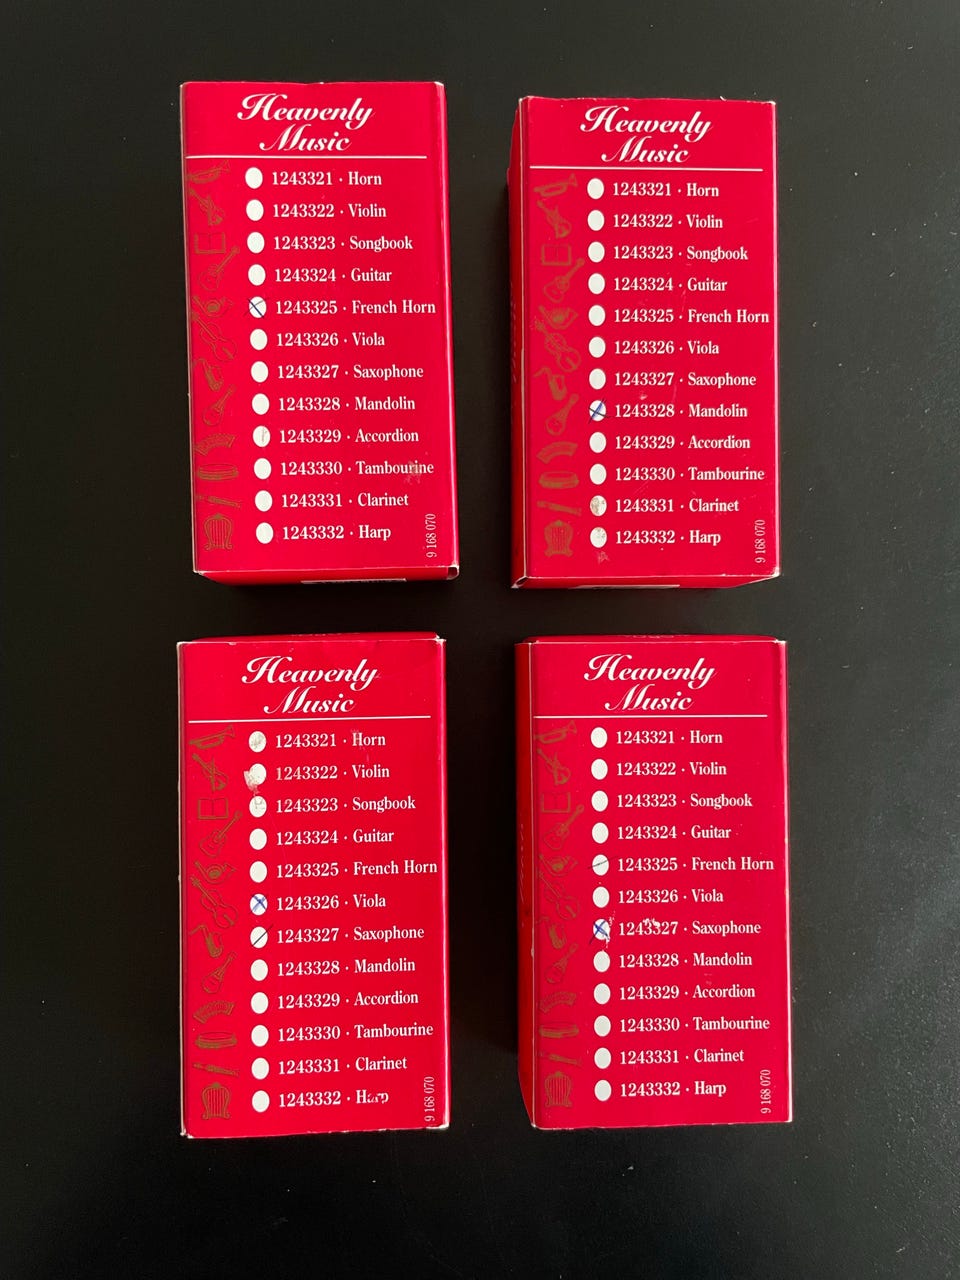 Heavenly
Music
1243321 · Horn
1243322 · Violin
1243323 · Songbook
1243324 · Guitar
1243325 · French Horn
1243326 · Viola
1243327 · Saxophone
1243328 · Mandolin
1243329 · Accordion
1243330 · Tambourine
1243331 · Clarinet
1243332 · Harp
9 168 070
Heavenly
Music
1243321 · Horn
1243322 · Violin
1243323 · Songbook
1243324 · Guitar
1243325 · French Horn
1243326 · Viola
1243327 · Saxophone
1243328 · Mandolin
1243329 · Accordion
1243330 · Tambourine
1243331 · Clarinet
1243332 · Harp
9 168 070
Heavenly
Music
1243321 · Horn
1243322 · Violin
1243323 · Songbook
1243324 · Guitar
1243325 · French Horn
1243326 · Viola
1243327 · Saxophone
1243328 · Mandolin
1243329 · Accordion
1243330 · Tambourine
1243331 · Clarinet
1243332 · Harp
9 168 070
Heavenly
Music
1243321 · Horn
1243322 · Violin
1243323 · Songbook
1243324 · Guitar
1243325 · French Horn
1243326 · Viola
1243327 · Saxophone
1243328 · Mandolin
1243329 · Accordion
1243330 · Tambourine
1243331 · Clarinet
1243332 · Harp
9 168 070